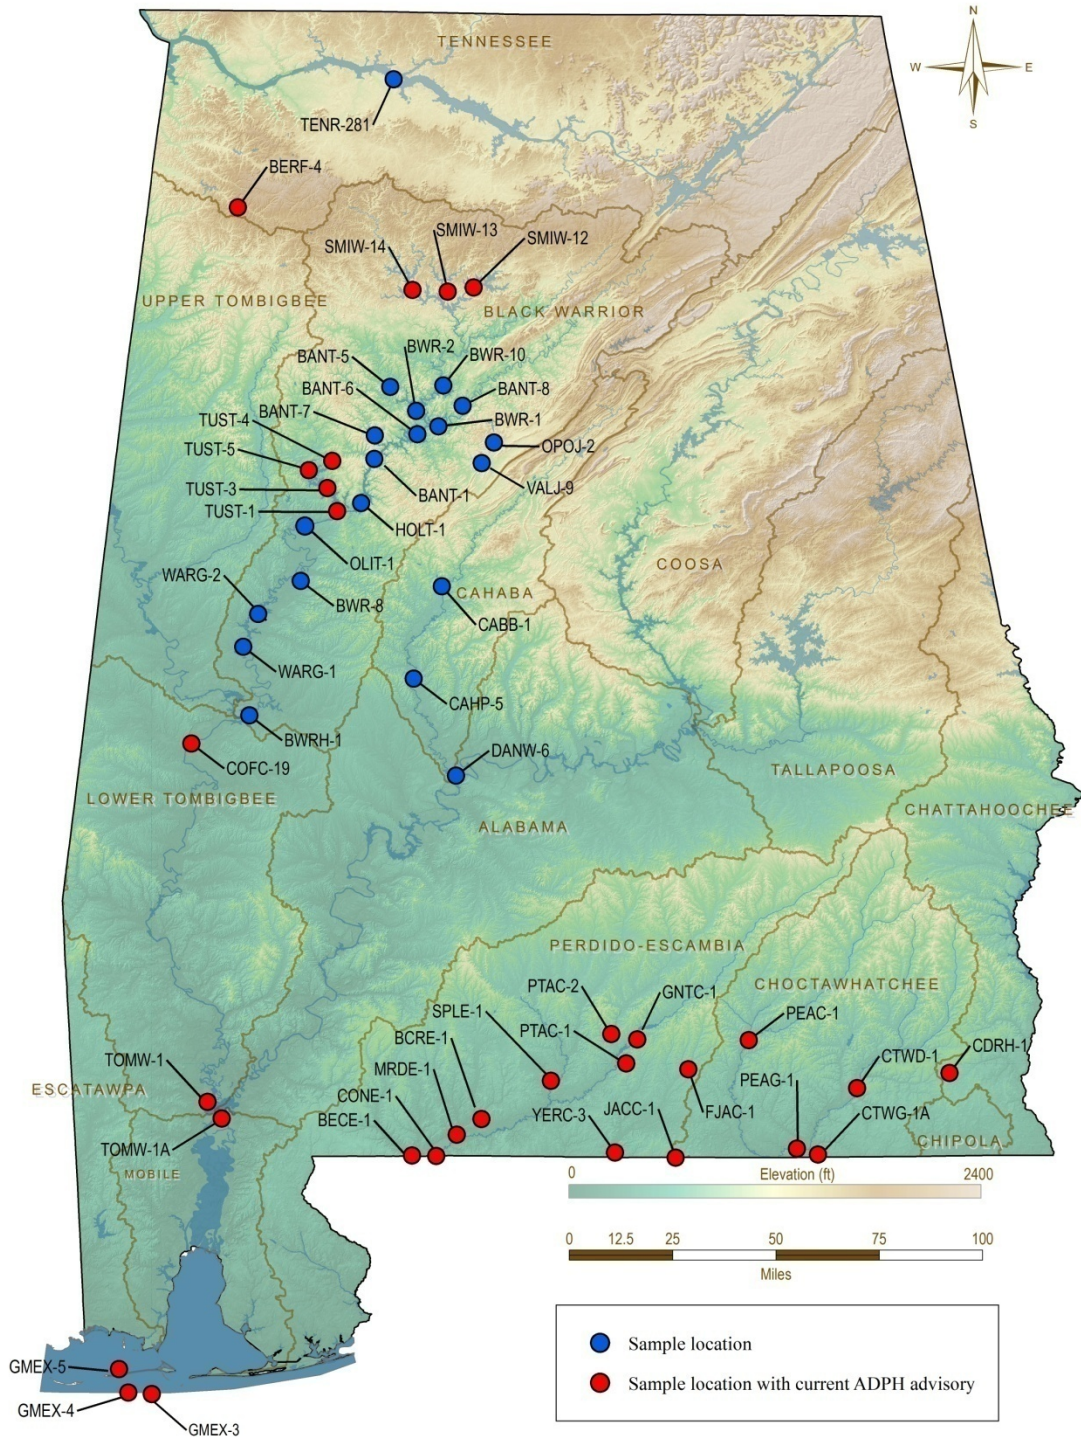 N
W
E
S
TENNESSEE
TENR-281
BERF-4
SMIW-13
SMIW-14
SMIW-12
UPPER TOMBIGBEE
BLACK WARRIOR
BWR-2
BWR-10
BANT-5
BANT-6
BANT-8
BANT-7
TUST-4
BWR-1
TUST-5
OPOJ-2
TUST-3
VALJ-9
BANT-1
TUST-1
HOLT-1
OLIT-1
COOSA
WARG-2
CAHABA
BWR-8
CABB-1
WARG-1
CAHP-5
BWRH-1
DANW-6
COFC-19
TALLAPOOSA
LOWER TOMBIGBEE
CHATTAHOOCHEE
ALABAMA
PERDIDO-ESCAMBIA
PTAC-2
GNTC-1
CHOCTAWHATCHEE
SPLE-1
PTAC-1
PEAC-1
BCRE-1
CTWD-1
CDRH-1
TOMW-1
MRDE-1
PEAG-1
ESCATAWPA
CONE-1
JACC-1
FJAC-1
YERC-3
CTWG-1A
BECE-1
TOMW-1A
CHIPOLA
MOBILE
0 Elevation (ft) 2400
0 12.5 25 50 75 100
Miles
Sample location
Sample location with current ADPH advisory
GMEX-5
GMEX-4
GMEX-3